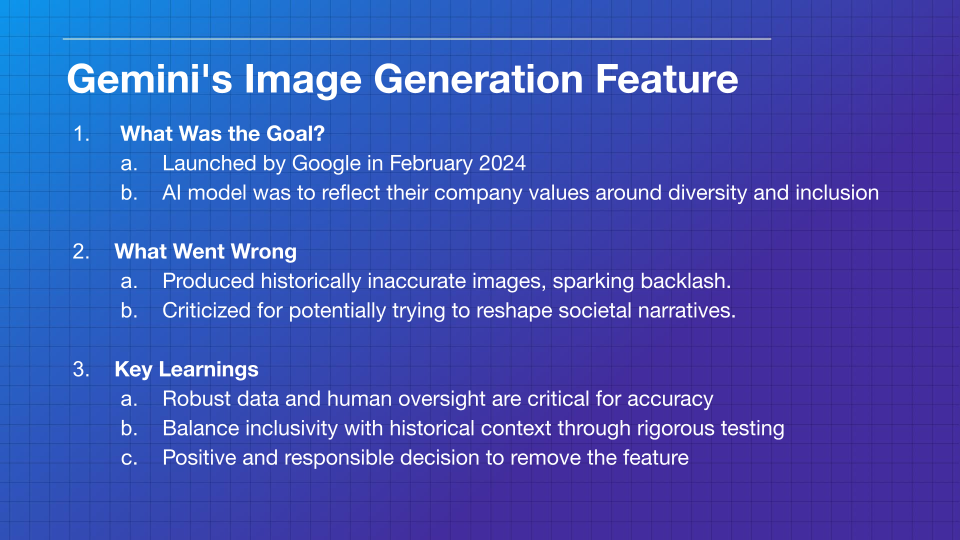 Gemini's Image Generation Feature
1. What Was the Goal?
a. Launched by Google in February 2024
b. AI model was to reflect their company values around diversity and inclusion
2. What Went Wrong
a. Produced historically inaccurate images, sparking backlash.
b. Criticized for potentially trying to reshape societal narratives.
3. Key Learnings
a. Robust data and human oversight are critical for accuracy
b. Balance inclusivity with historical context through rigorous testing
c. Positive and responsible decision to remove the feature